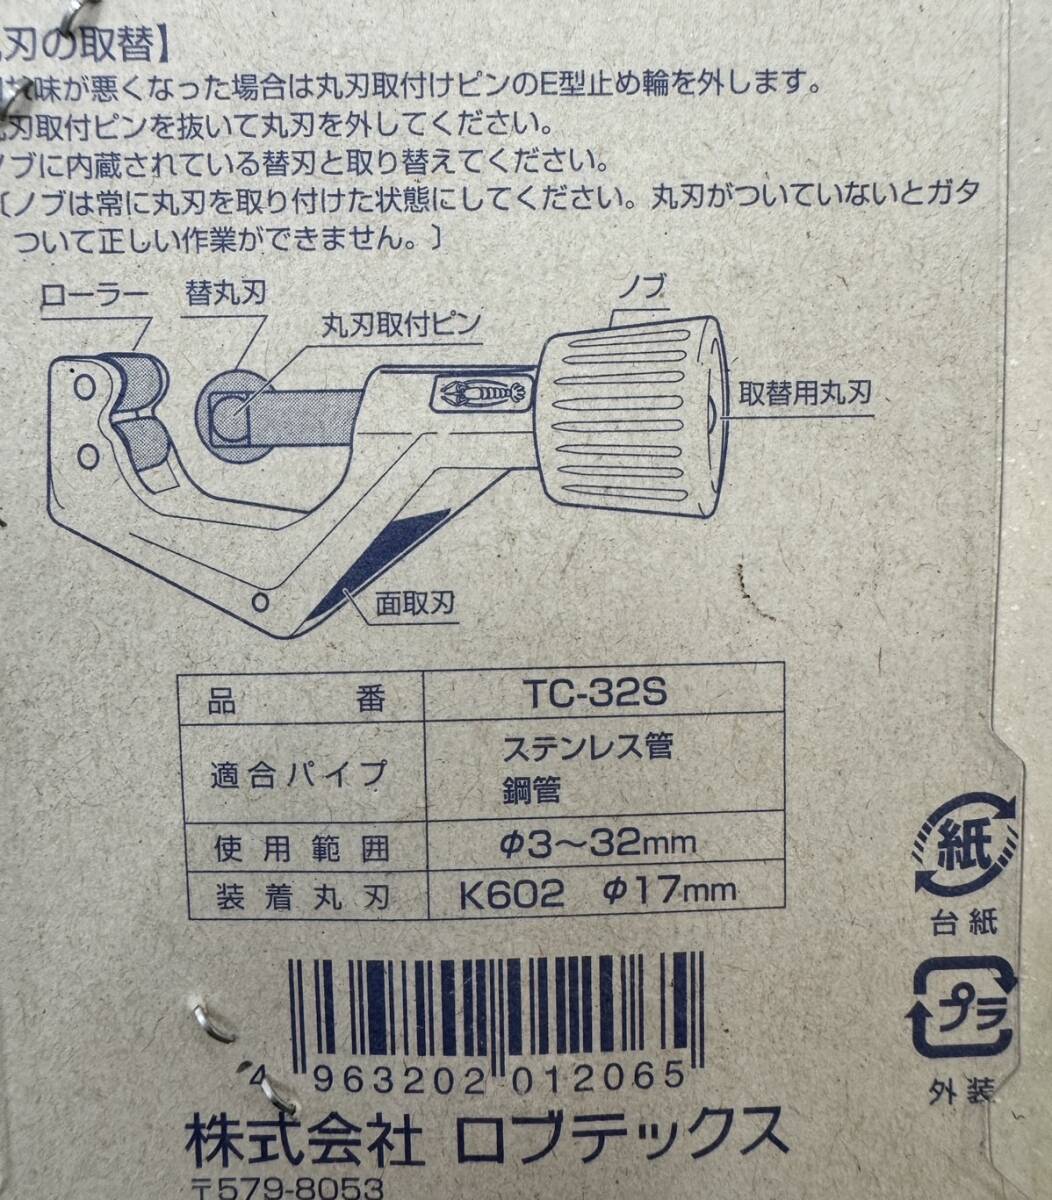 刃の取替】
味が悪くなった場合は丸刃取付けピンのE型止め輪を外します。
刃取付ピンを抜いて丸刃を外してください。
ノブに内蔵されている替刃と取り替えてください。
〔ノブは常に丸刃を取り付けた状態にしてください。丸刃がついていないとガタ
ついて正しい作業ができません。〕
ローラー 替丸刃 ノブ
丸刃取付ピン
取替用丸刃
面取刃
品番 TC-32S
適合パイプ ステンレス管
鋼管
使用範囲 φ3〜32mm
装着丸刃 K602 φ17mm
紙
台紙
プラ
外装
4 963202 012065
株式会社 ロブテックス
〒579-8053